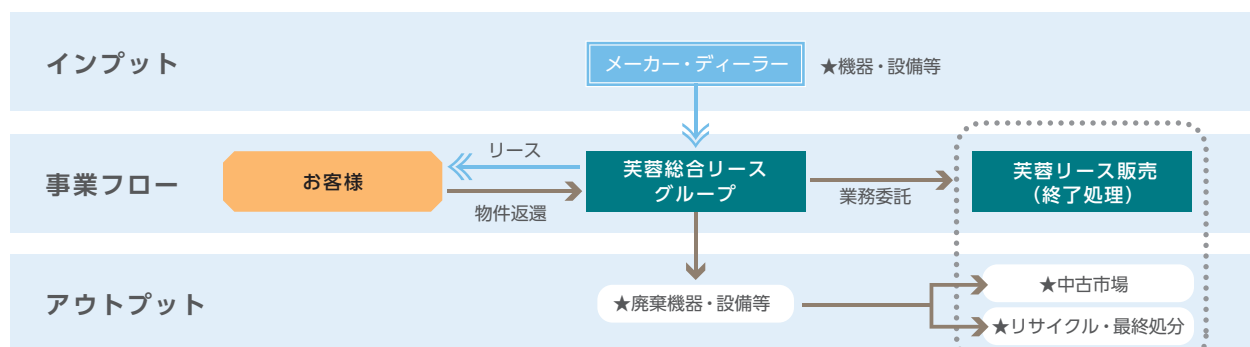 インプット
メーカー・ディーラー
★機器・設備等
事業フロー
お客様
リース
物件返還
芙蓉総合リース
グループ
業務委託
芙蓉リース販売
（終了処理）
アウトプット
★廃棄機器・設備等
★中古市場
★リサイクル・最終処分